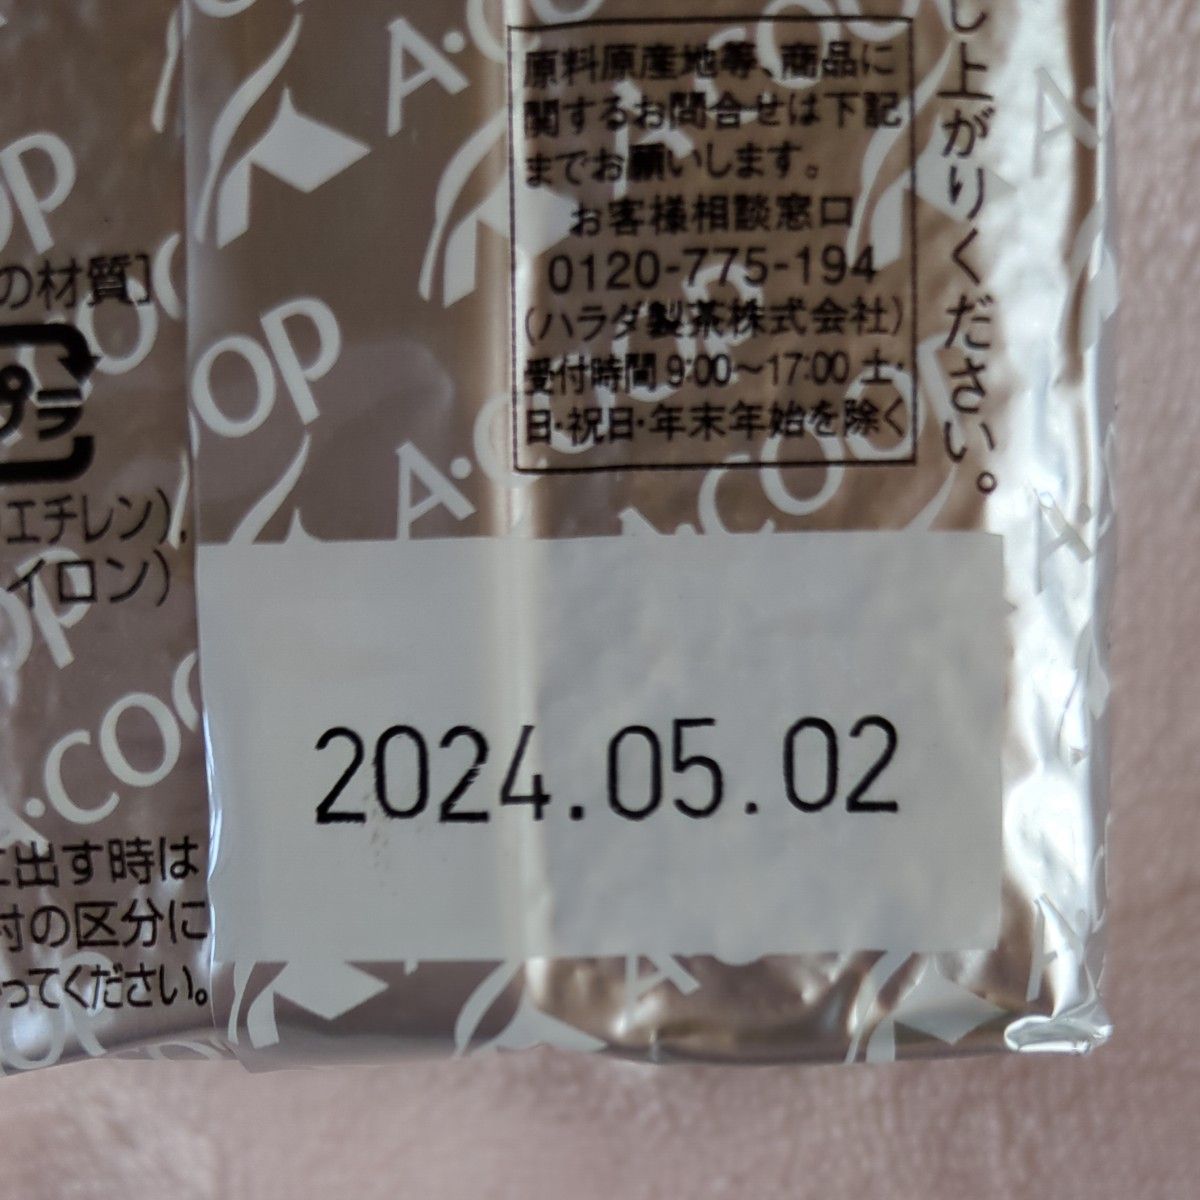 A·COOP
原料原産地等、商品に
関するお問合せは下記
までお願いします。
お客様相談窓口
0120-775-194
(ハラダ製茶株式会社)
受付時間 9:00〜17:00 土・
日・祝日・年末年始を除く
し上がりください。
の材質]
プラ
エチレン)、
イロン)
A·COOP
2024.05.02
A·COO
に出す時は
材の区分に
ってください。